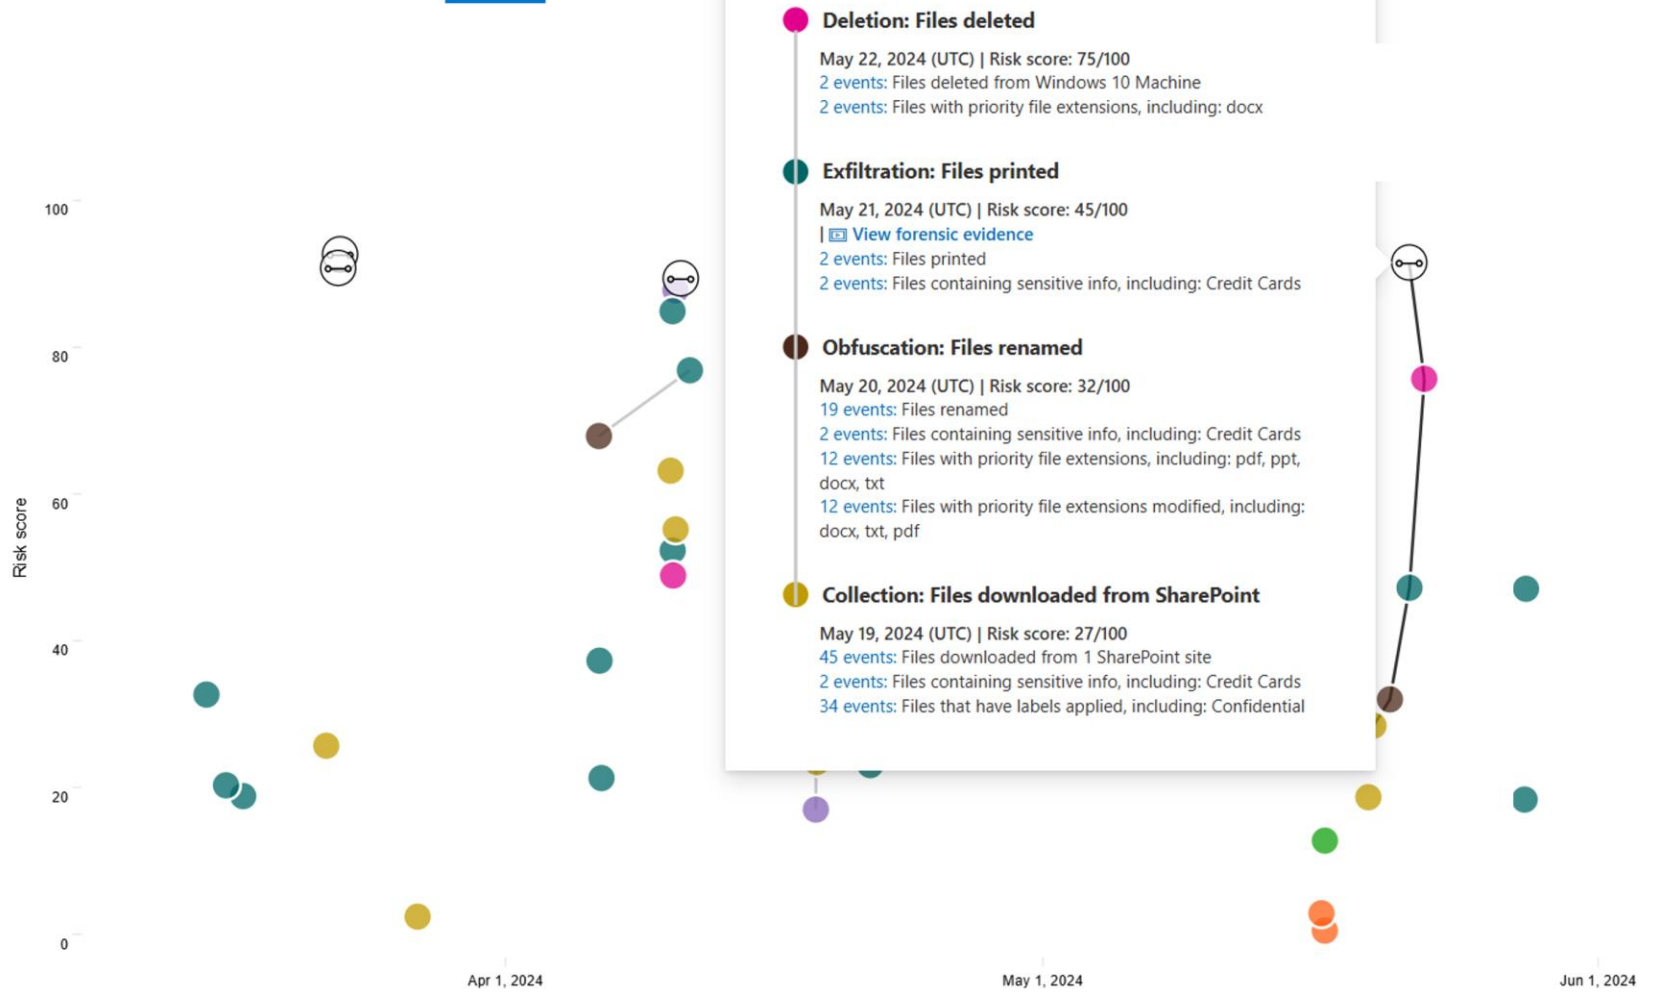 Deletion: Files deleted
May 22, 2024 (UTC) | Risk score: 75/100
2 events: Files deleted from Windows 10 Machine
2 events: Files with priority file extensions, including: docx
Exfiltration: Files printed
May 21, 2024 (UTC) | Risk score: 45/100
| View forensic evidence
2 events: Files printed
2 events: Files containing sensitive info, including: Credit Cards
Obfuscation: Files renamed
May 20, 2024 (UTC) | Risk score: 32/100
19 events: Files renamed
2 events: Files containing sensitive info, including: Credit Cards
12 events: Files with priority file extensions, including: pdf, ppt,
docx, txt
12 events: Files with priority file extensions modified, including:
docx, txt, pdf
Collection: Files downloaded from SharePoint
May 19, 2024 (UTC) | Risk score: 27/100
45 events: Files downloaded from 1 SharePoint site
2 events: Files containing sensitive info, including: Credit Cards
34 events: Files that have labels applied, including: Confidential
Risk score
100
80
60
40
20
0
Apr 1, 2024
May 1, 2024
Jun 1, 2024